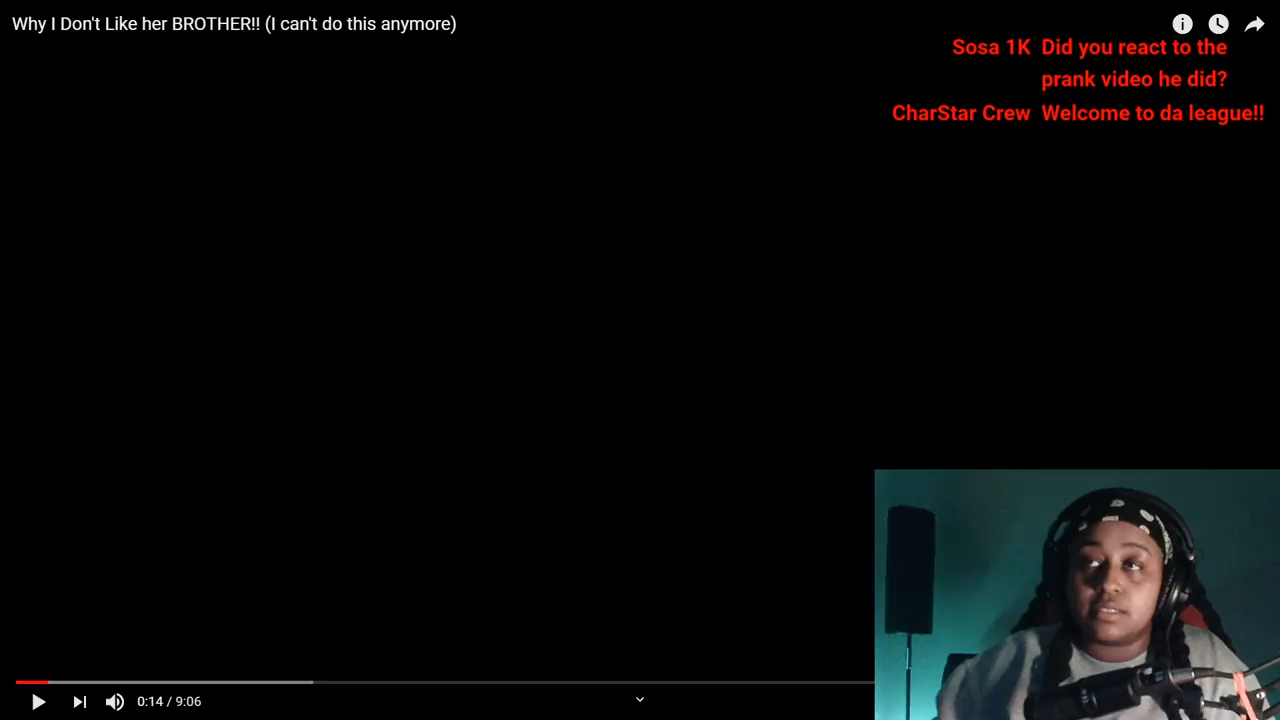 Why I Don't Like her BROTHER!! (I can't do this anymore)
Sosa 1K Did you react to the
prank video he did?
CharStar Crew Welcome to da league!!
0:14 / 9:06